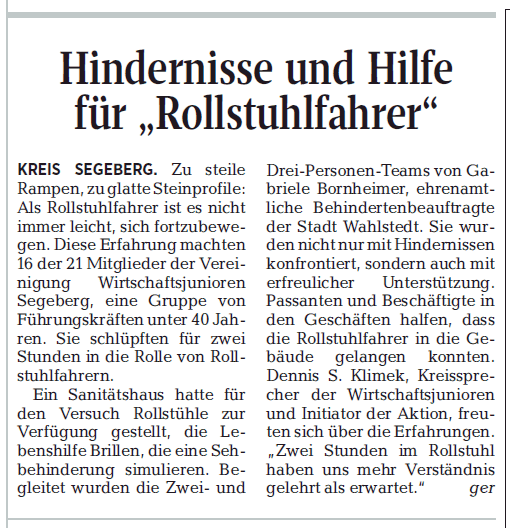 Hindernisse und Hilfe
für „Rollstuhlfahrer“
KREIS SEGEBERG. Zu steile
Rampen, zu glatte Steinprofile:
Als Rollstuhlfahrer ist es nicht
immer leicht, sich fortzubewe-
gen. Diese Erfahrung machten
16 der 21 Mitglieder der Verei-
nigung Wirtschaftsjunioren
Segeberg, eine Gruppe von
Führungskräften unter 40 Jah-
ren. Sie schlüpften für zwei
Stunden in die Rolle von Roll-
stuhlfahrern.
Ein Sanitätshaus hatte für
den Versuch Rollstühle zur
Verfügung gestellt, die Le-
benshilfe Brillen, die eine Seh-
behinderung simulieren. Be-
gleitet wurden die Zwei- und
Drei-Personen-Teams von Ga-
briele Bornheimer, ehrenamt-
liche Behindertenbeauftragte
der Stadt Wahlstedt. Sie wur-
den nicht nur mit Hindernissen
konfrontiert, sondern auch mit
erfreulicher Unterstützung.
Passanten und Beschäftigte in
den Geschäften halfen, dass
die Rollstuhlfahrer in die Ge-
bäude gelangen konnten.
Dennis S. Klimek, Kreisspre-
cher der Wirtschaftsjunioren
und Initiator der Aktion, freu-
ten sich über die Erfahrungen.
„Zwei Stunden im Rollstuhl
haben uns mehr Verständnis
gelehrt als erwartet.“ ger